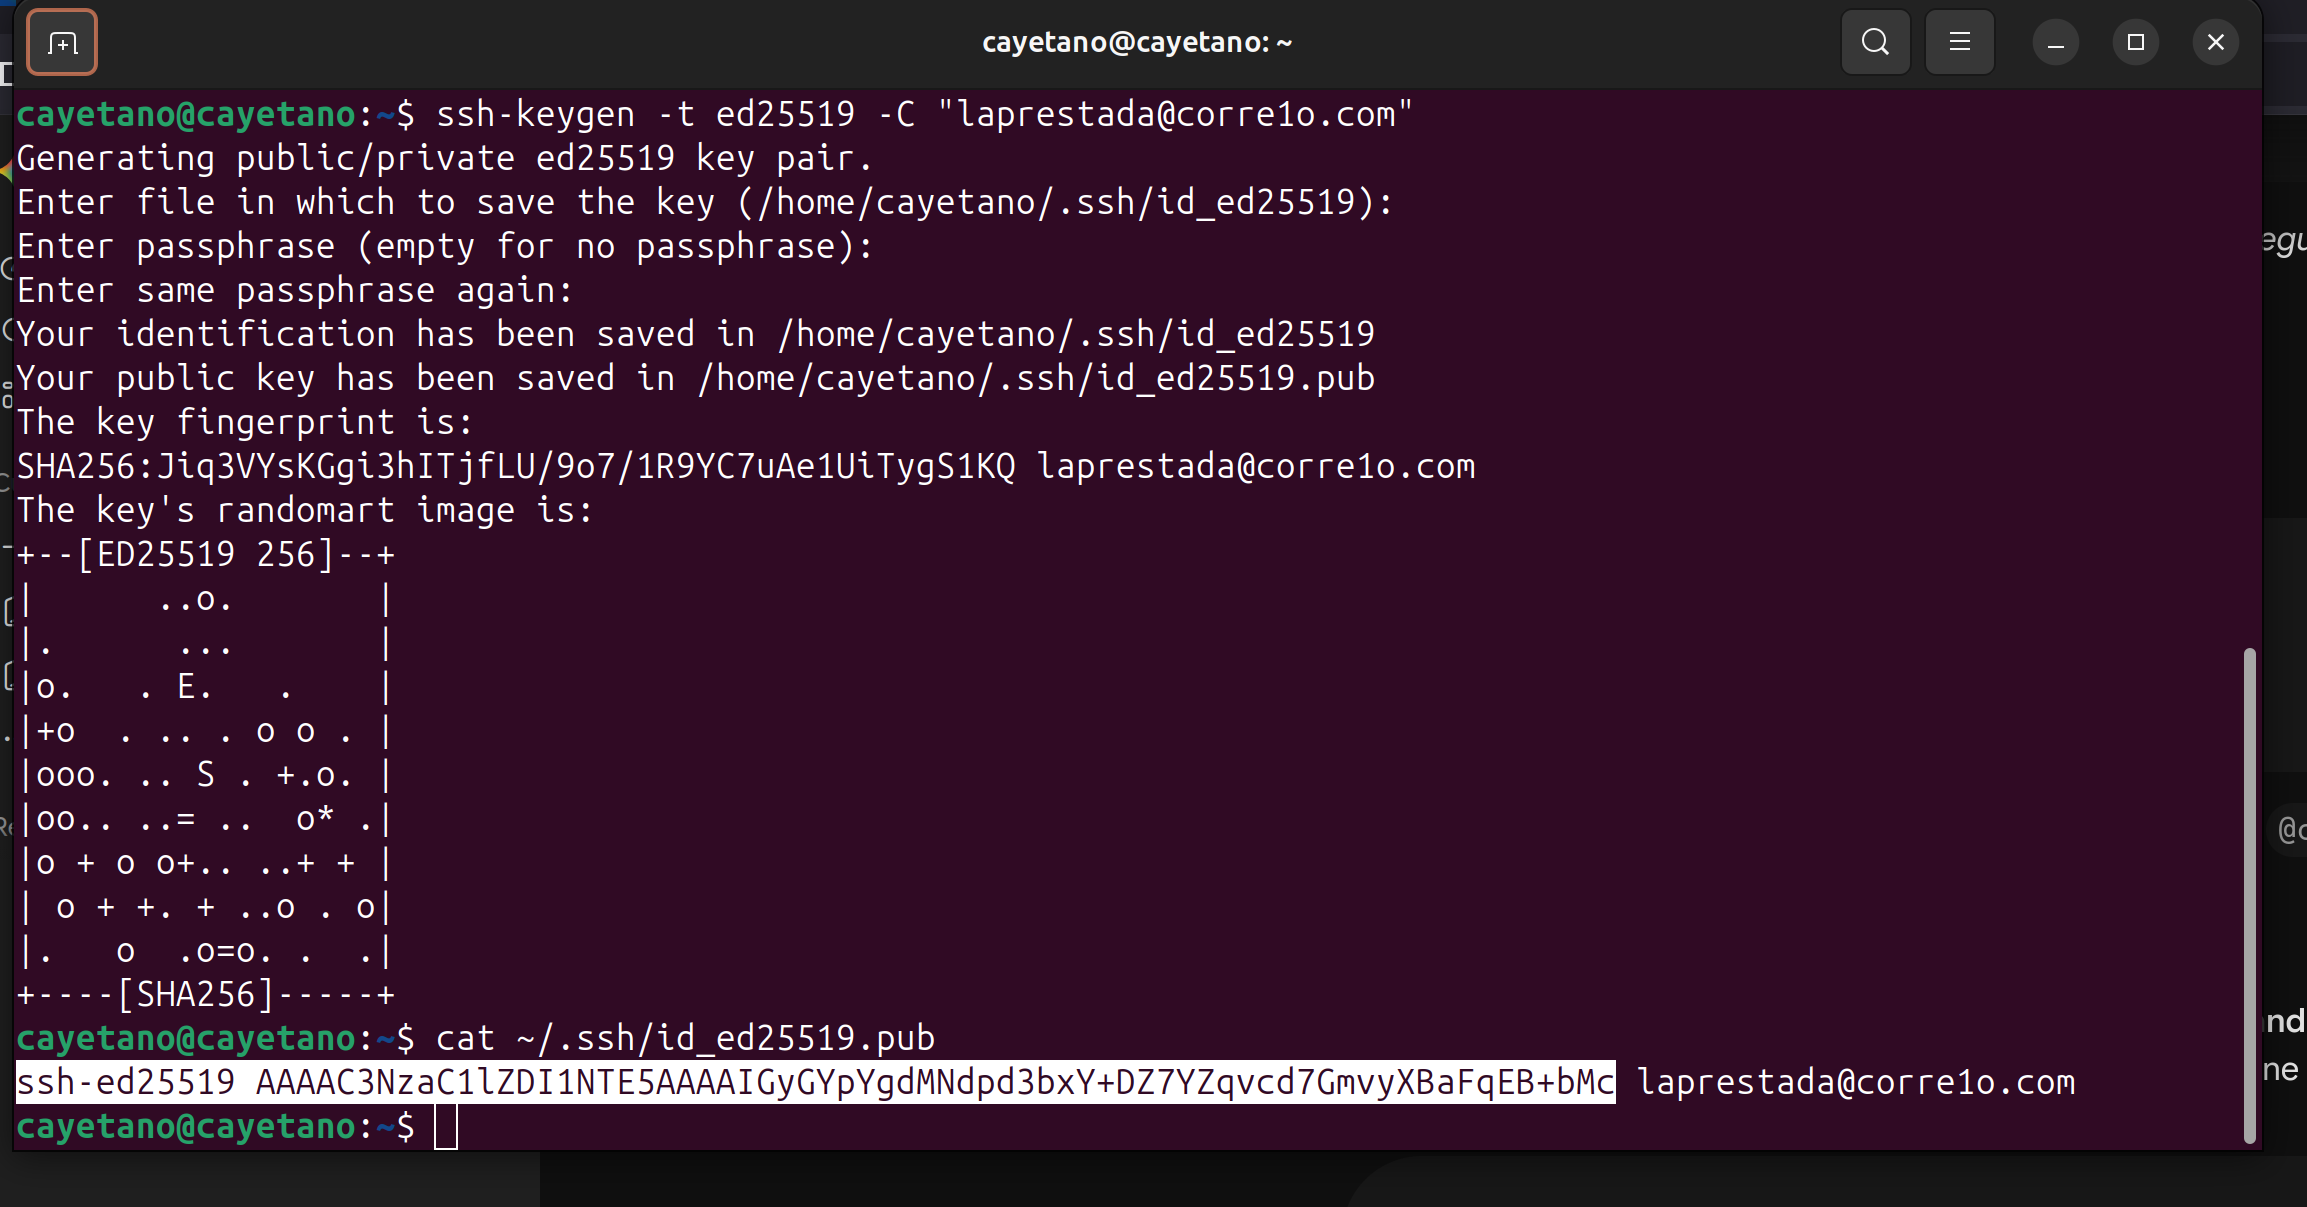 cayetano@cayetano: ~
cayetano@cayetano:~$ ssh-keygen -t ed25519 -C "laprestada@corre1o.com"
Generating public/private ed25519 key pair.
Enter file in which to save the key (/home/cayetano/.ssh/id_ed25519):
Enter passphrase (empty for no passphrase):
Enter same passphrase again:
Your identification has been saved in /home/cayetano/.ssh/id_ed25519
Your public key has been saved in /home/cayetano/.ssh/id_ed25519.pub
The key fingerprint is:
SHA256:Jiq3VYsKGgi3hITjfLU/9o7/1R9YC7uAe1UiTygS1KQ laprestada@corre1o.com
The key's randomart image is:
+--[ED25519 256]--+
|       ..o.       |
|.       ...       |
|o.   . E.   .    |
|+o  . .. . o o . |
|ooo. .. S . +.o. |
|oo.. ..= ..  o* .|
|o + o o+.. ..+ + |
| o + +. + ..o . o|
|.   o  .o=o. .  .|
+----[SHA256]-----+
cayetano@cayetano:~$ cat ~/.ssh/id_ed25519.pub
ssh-ed25519 AAAAC3NzaC1lZDI1NTE5AAAAIGyGYpYgdMNdpd3bxY+DZ7YZqvcd7GmvyXBaFqEB+bMc laprestada@corre1o.com
cayetano@cayetano:~$